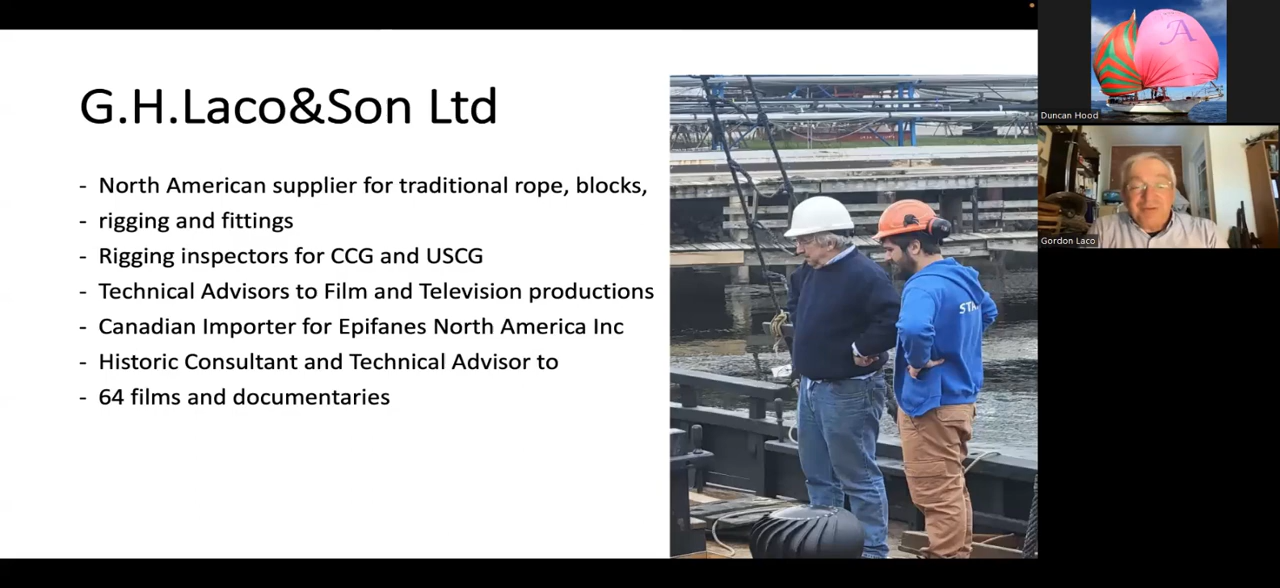 G.H.Laco&Son Ltd
- North American supplier for traditional rope, blocks,
- rigging and fittings
- Rigging inspectors for CCG and USCG
- Technical Advisors to Film and Television productions
- Canadian Importer for Epifanes North America Inc
- Historic Consultant and Technical Advisor to
- 64 films and documentaries
STA
A
Duncan Hood
Gordon Laco